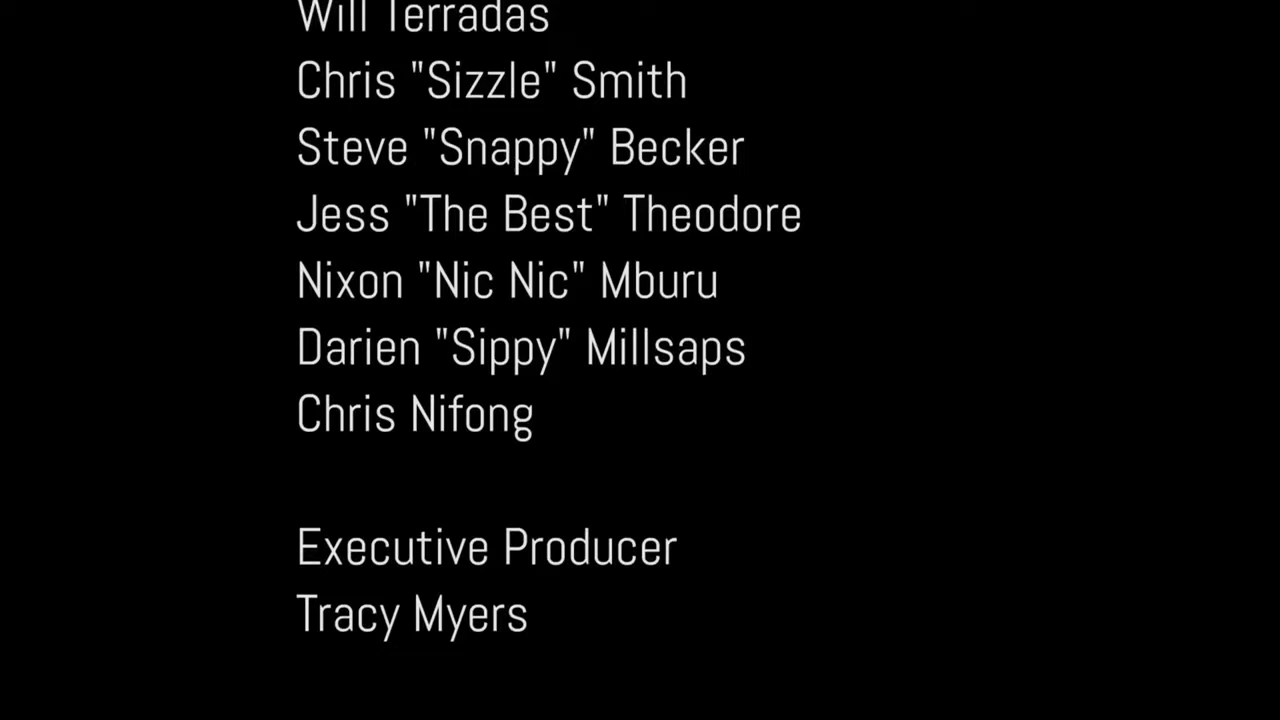 Will Terradas
Chris "Sizzle" Smith
Steve "Snappy" Becker
Jess "The Best" Theodore
Nixon "Nic Nic" Mburu
Darien "Sippy" Millsaps
Chris Nifong
Executive Producer
Tracy Myers